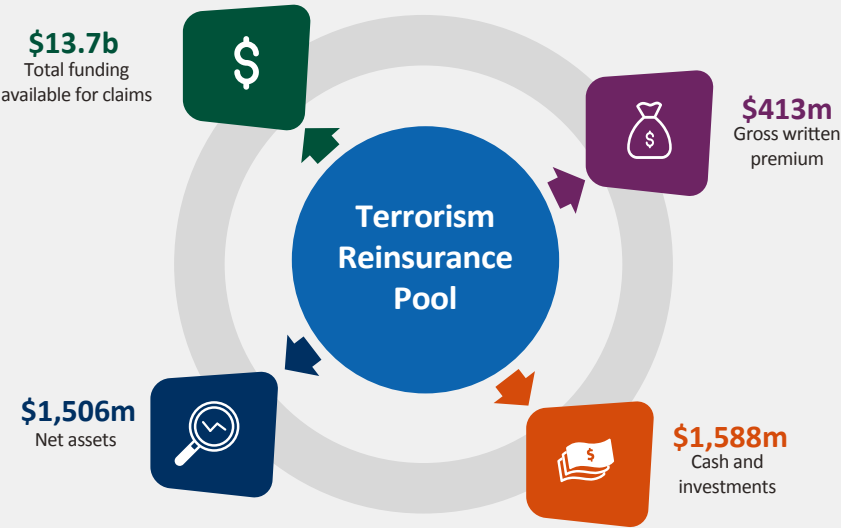 $13.7b
Total funding
available for claims
$
$413m
Gross written
premium
$
Terrorism
Reinsurance
Pool
$1,506m
Net assets
$1,588m
Cash and
investments
$